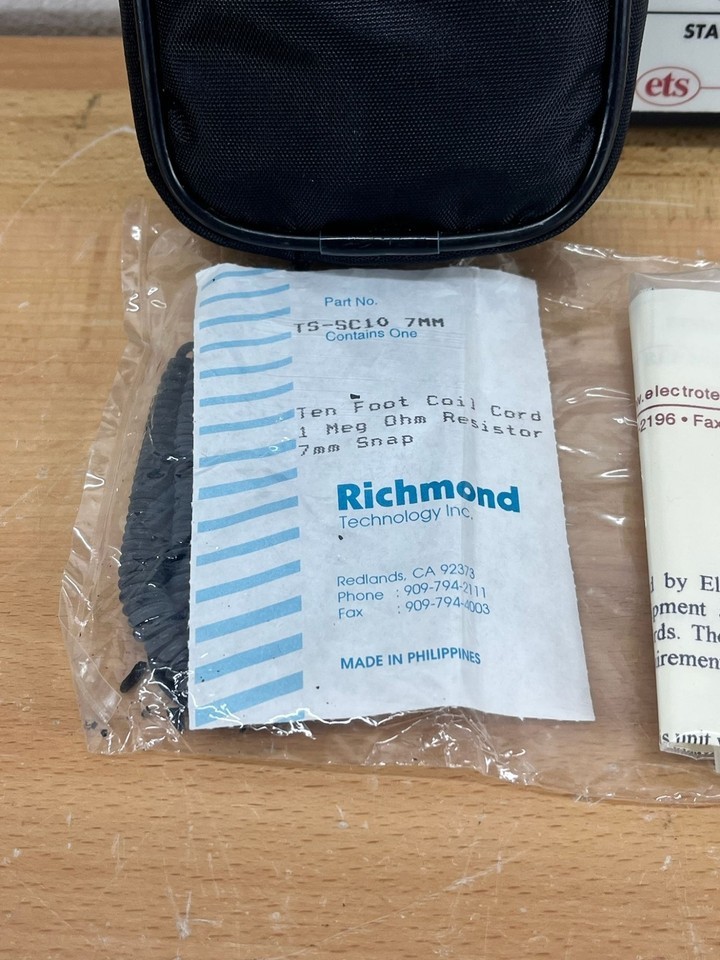 STA
ets
Part No.
TS-SC10 7MM
Contains One
Ten Foot Coil Cord
1 Meg Ohm Resistor
7mm Snap
Richmond
Technology Inc.
Redlands, CA 92373
Phone : 909-794-2111
Fax : 909-794-4003
MADE IN PHILIPPINES
.electrote
2196 • Fax
d by El
pment
rds. The
iremen
s unit